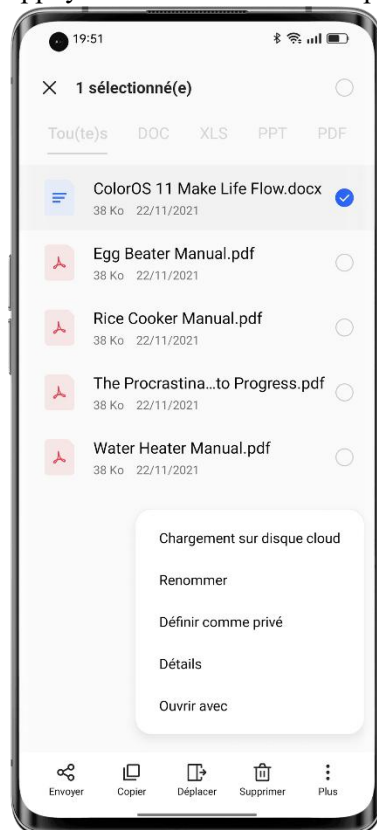 19:51
1 sélectionné(e)
Tou(te)s DOC XLS PPT PDF
ColorOS 11 Make Life Flow.docx
38 Ko 22/11/2021
Egg Beater Manual.pdf
38 Ko 22/11/2021
Rice Cooker Manual.pdf
38 Ko 22/11/2021
The Procrastina...to Progress.pdf
38 Ko 22/11/2021
Water Heater Manual.pdf
38 Ko 22/11/2021
Chargement sur disque cloud
Renommer
Définir comme privé
Détails
Ouvrir avec
Envoyer Copier Déplacer Supprimer Plus